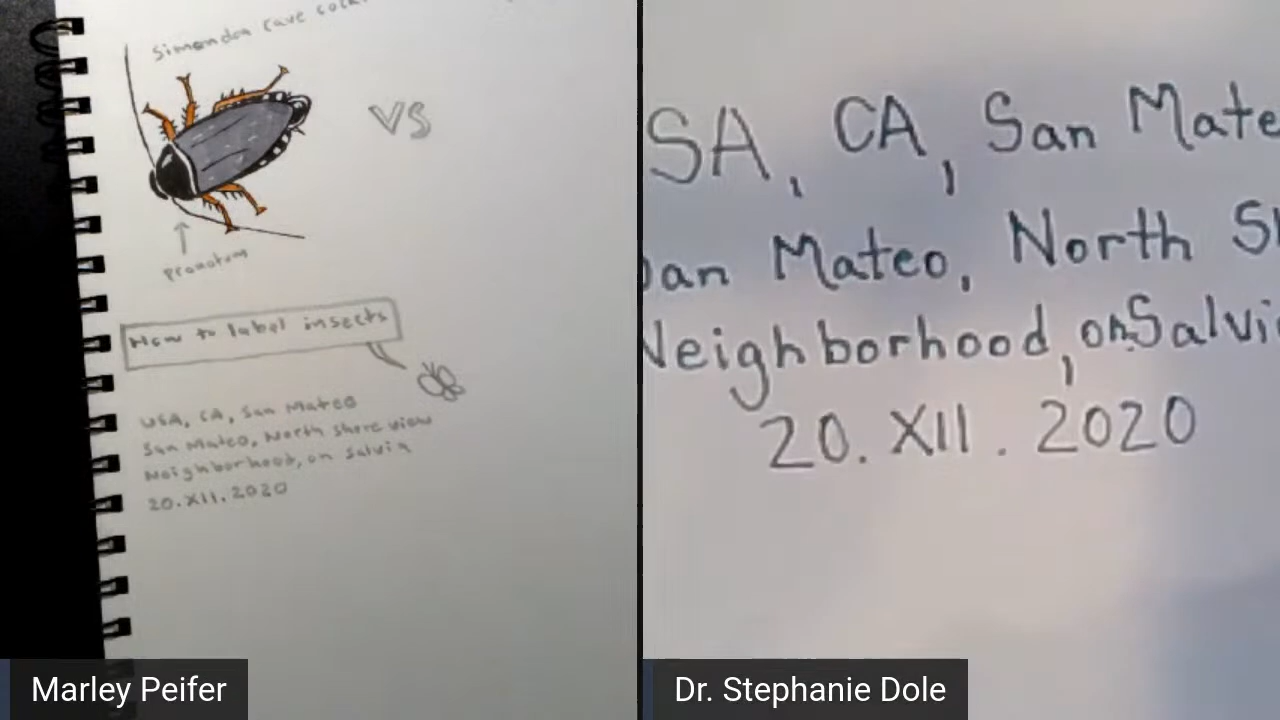 Simandoa cave
VS
pronotum
How to label insects
USA, CA, San Mateo
San Mateo, North Shore view
Neighborhood, on Salvia
20.XII.2020
SA, CA, San Mate
an Mateo, North S
Neighborhood, on Salvi
20. XII. 2020
Marley Peifer
Dr. Stephanie Dole